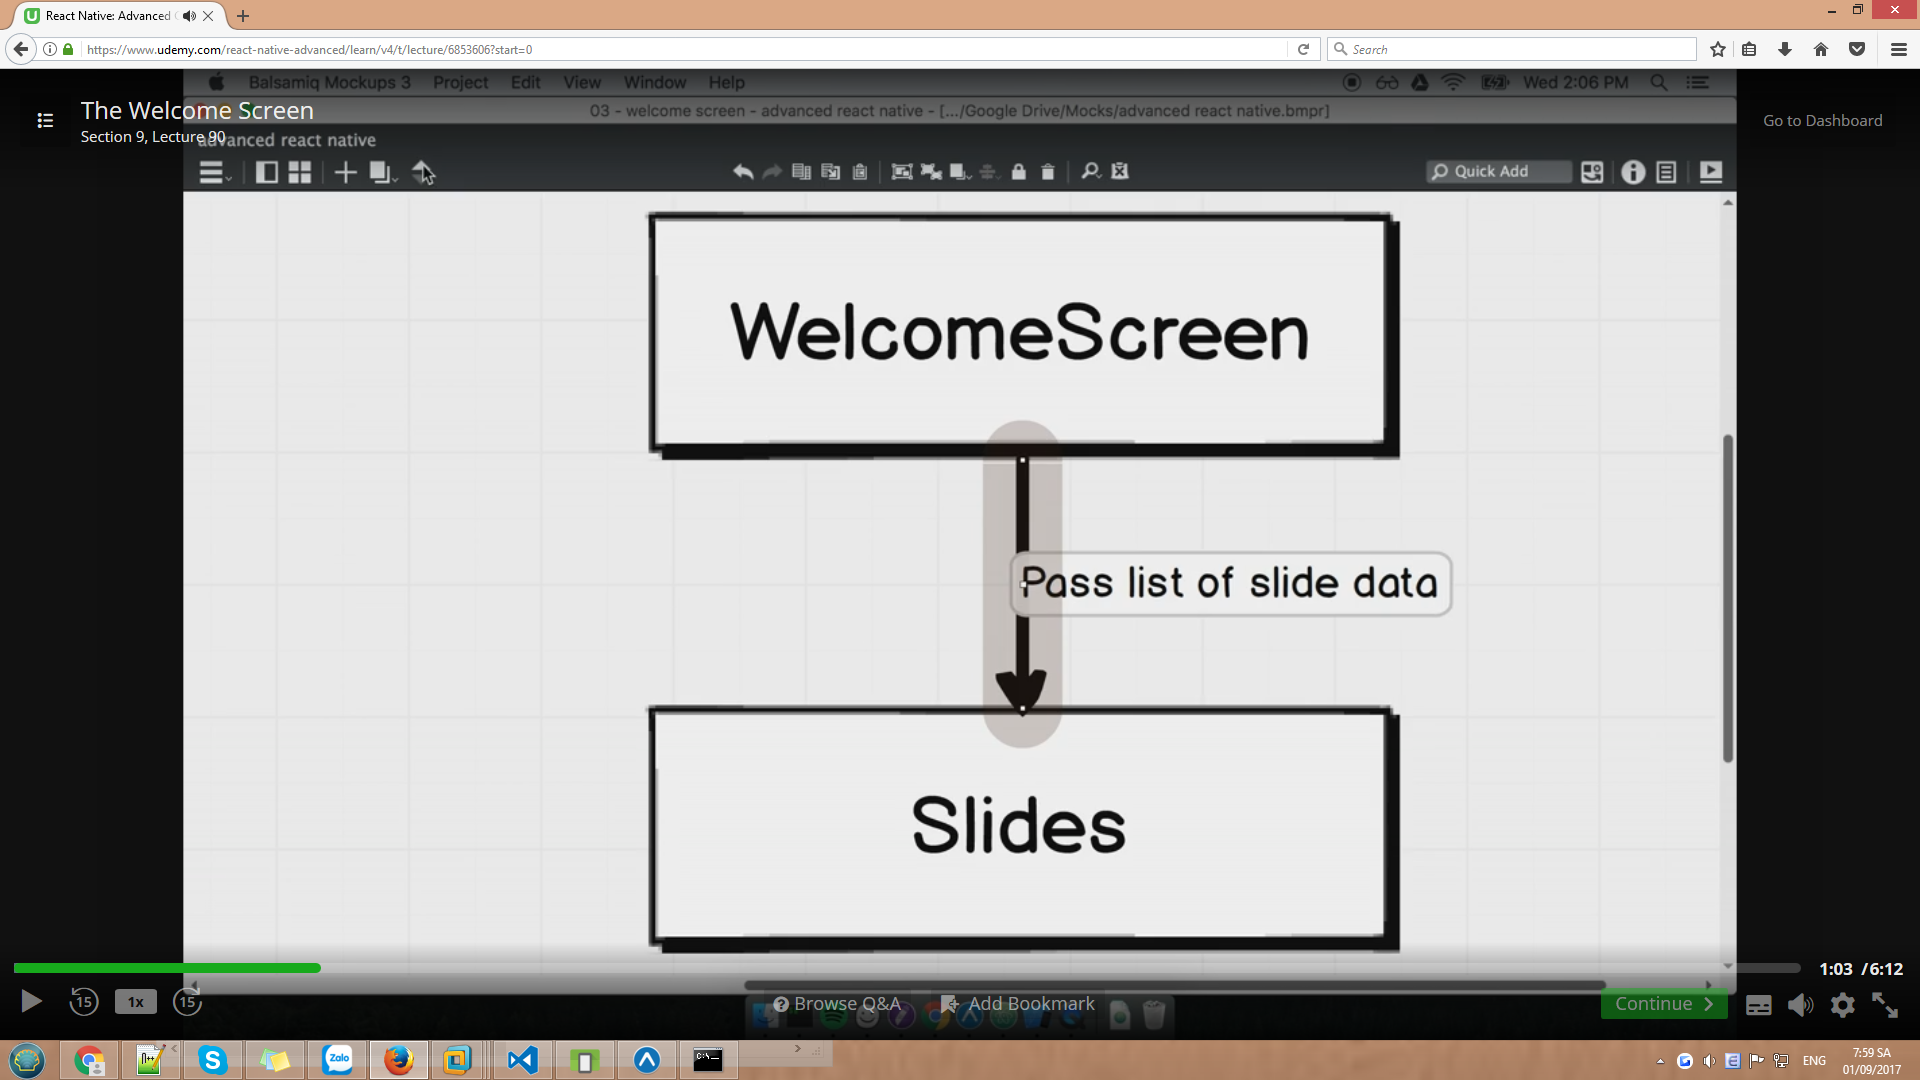 React Native: Advanced
https://www.udemy.com/react-native-advanced/learn/v4/t/lecture/6853606?start=0
Search
Balsamiq Mockups 3 Project Edit View Window Help
Wed 2:06 PM
The Welcome Screen
03 - welcome screen - advanced react native - [.../Google Drive/Mocks/advanced react native.bmpr]
Go to Dashboard
Section 9, Lecture 90
advanced react native
Quick Add
WelcomeScreen
Pass list of slide data
Slides
1:03 / 6:12
15 1x 15
Browse Q&A Add Bookmark
Continue
Zalo
C:\_
ENG
7:59 SA
01/09/2017